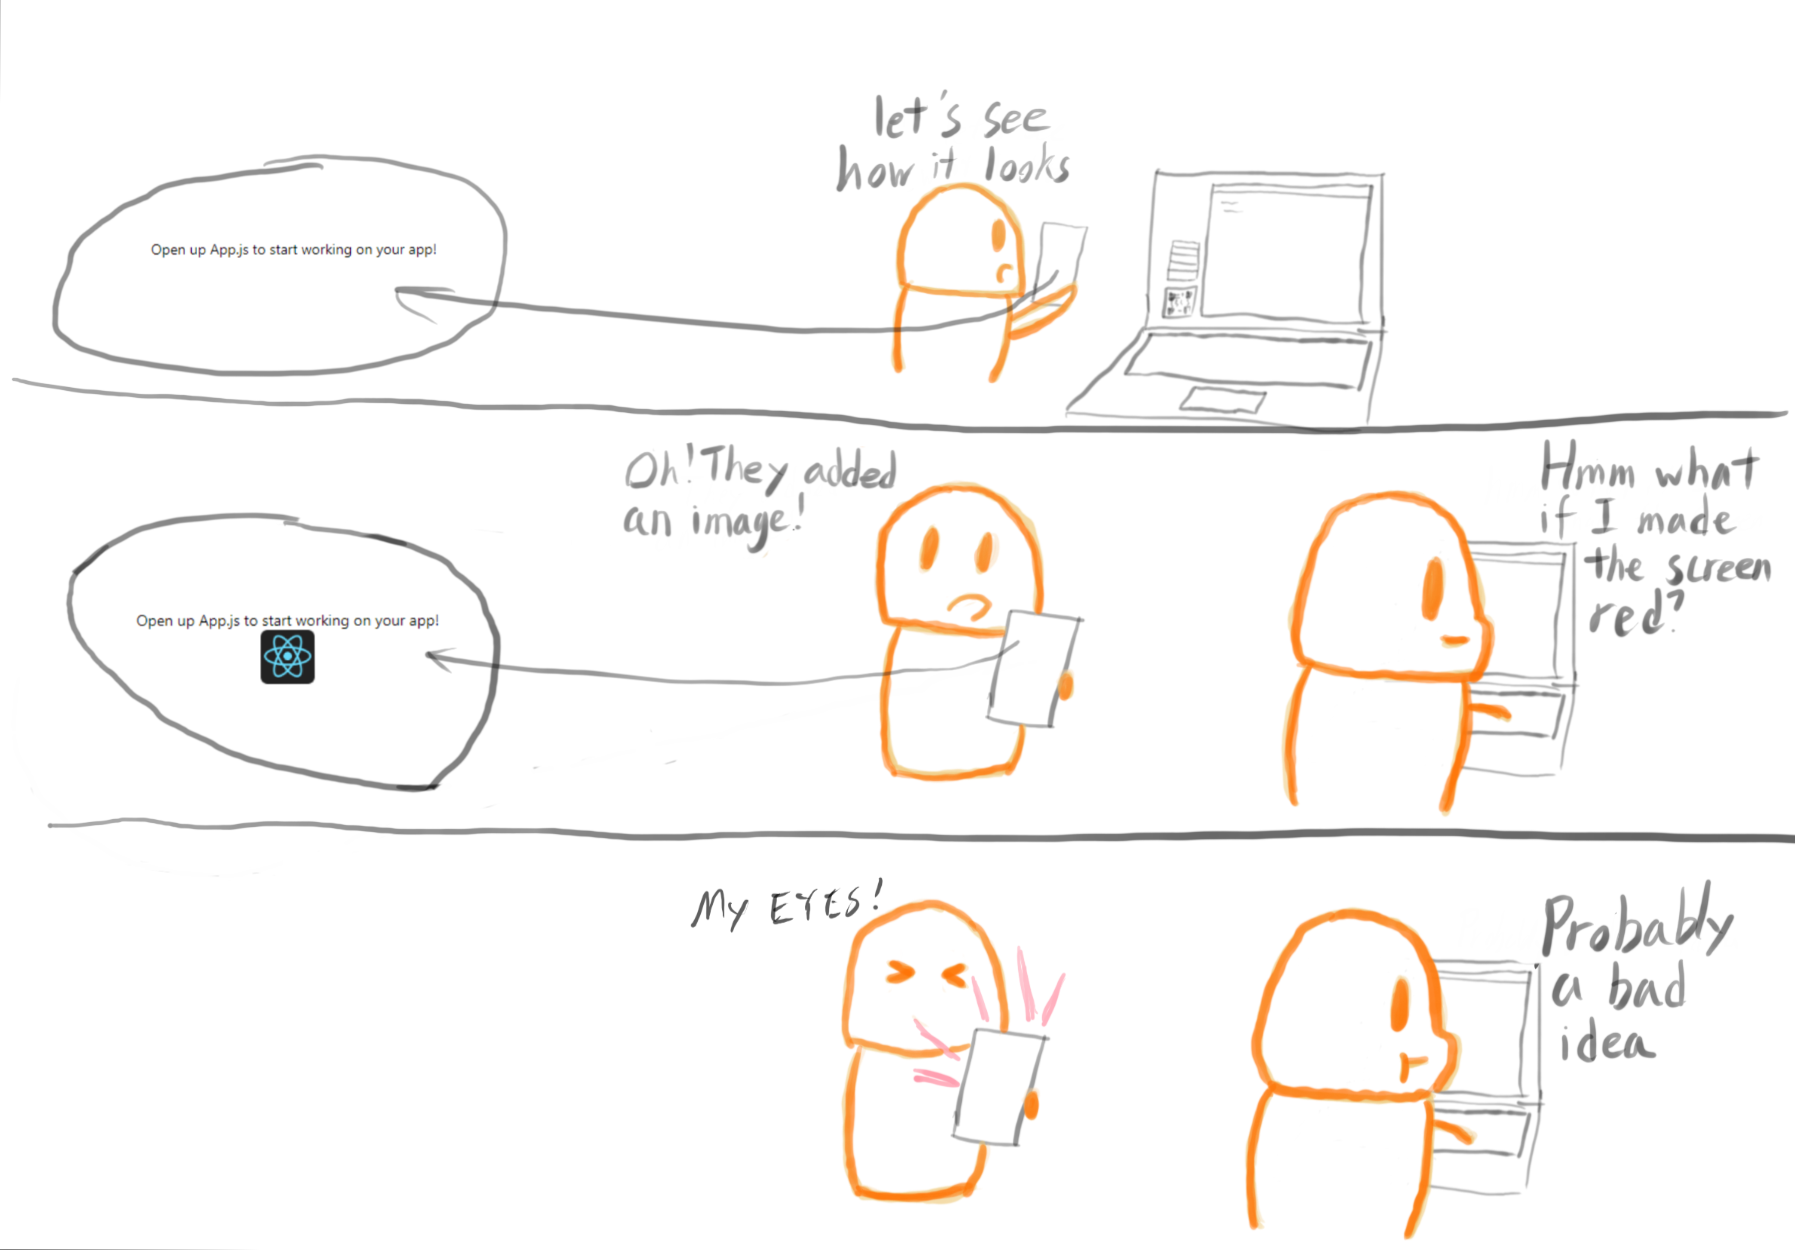 let's see
how it looks
Open up App.js to start working on your app!
Oh! They added
an image!
Hmm what
if I made
the screen
red?
Open up App.js to start working on your app!
My EYES!
Probably
a bad
idea